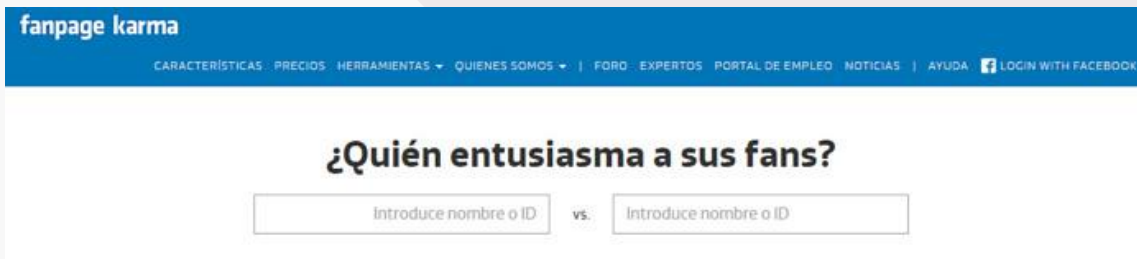 fanpage karma
CARACTERÍSTICAS PRECIOS HERRAMIENTAS QUIENES SOMOS | FORO EXPERTOS PORTAL DE EMPLEO NOTICIAS | AYUDA LOGIN WITH FACEBOOK
¿Quién entusiasma a sus fans?
Introduce nombre o ID vs. Introduce nombre o ID